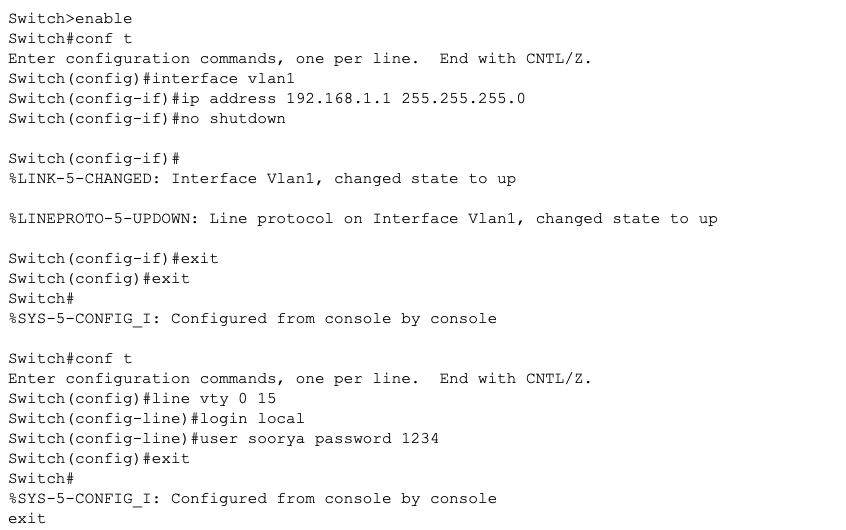 Switch>enable
Switch#conf t
Enter configuration commands, one per line.  End with CNTL/Z.
Switch(config)#interface vlan1
Switch(config-if)#ip address 192.168.1.1 255.255.255.0
Switch(config-if)#no shutdown
Switch(config-if)#
%LINK-5-CHANGED: Interface Vlan1, changed state to up
%LINEPROTO-5-UPDOWN: Line protocol on Interface Vlan1, changed state to up
Switch(config-if)#exit
Switch(config)#exit
Switch#
%SYS-5-CONFIG_I: Configured from console by console
Switch#conf t
Enter configuration commands, one per line.  End with CNTL/Z.
Switch(config)#line vty 0 15
Switch(config-line)#login local
Switch(config-line)#user soorya password 1234
Switch(config)#exit
Switch#
%SYS-5-CONFIG_I: Configured from console by console
exit